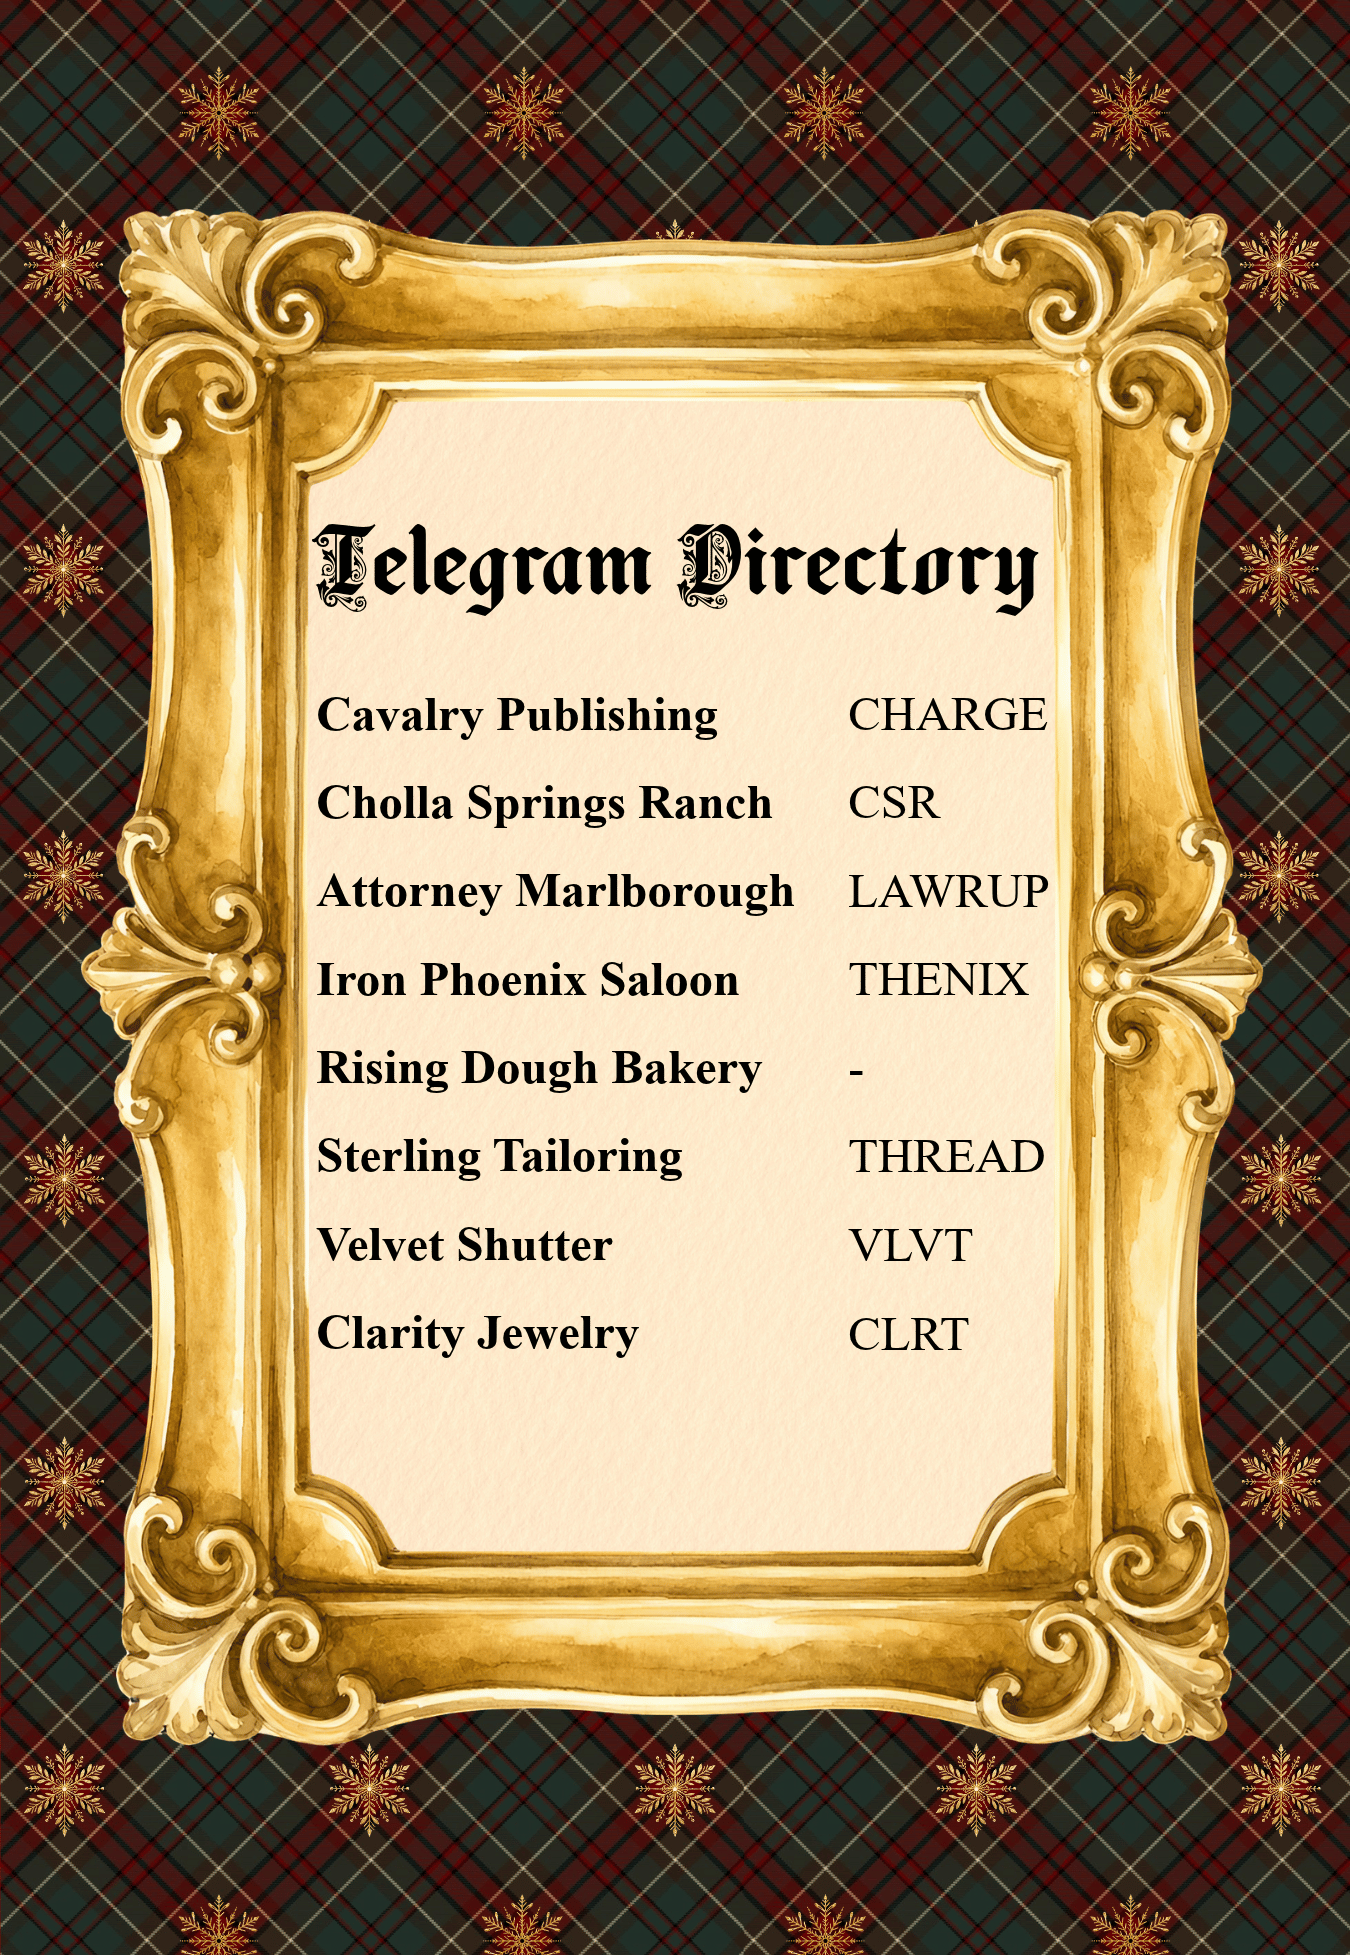 Telegram Directory
Cavalry Publishing CHARGE
Cholla Springs Ranch CSR
Attorney Marlborough LAWRUP
Iron Phoenix Saloon THENIX
Rising Dough Bakery -
Sterling Tailoring THREAD
Velvet Shutter VLVT
Clarity Jewelry CLRT